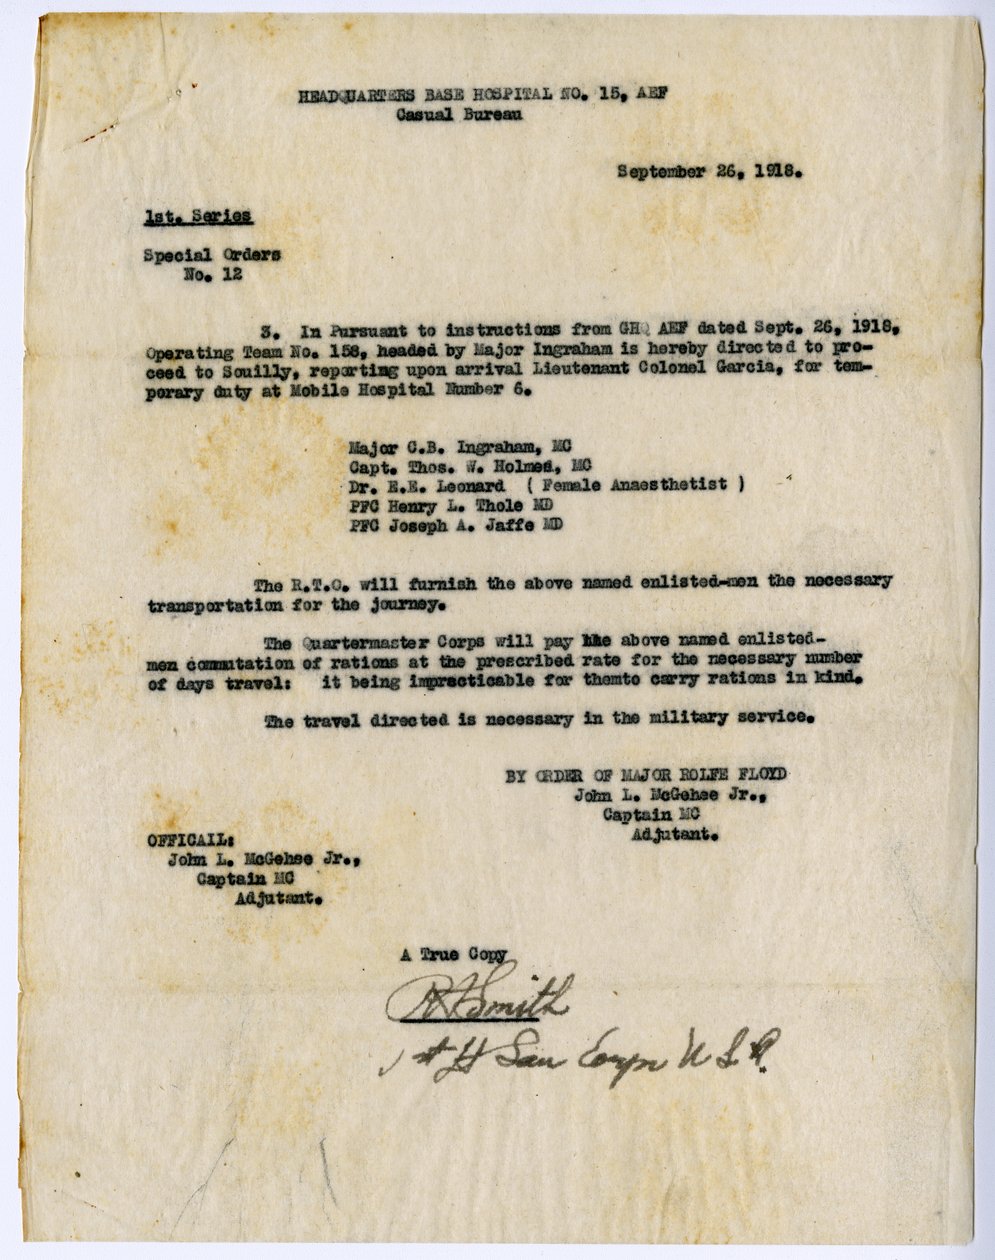 HEADQUARTERS BASE HOSPITAL NO. 15, AEF
Casual Bureau
September 26, 1918.
1st. Series
Special Orders
No. 12
3. In Pursuant to instructions from GHQ AEF dated Sept. 26, 1918,
Operating Team No. 158, headed by Major Ingraham is hereby directed to pro-
ceed to Souilly, reporting upon arrival Lieutenant Colonel Garcia, for tem-
porary duty at Mobile Hospital Number 6.
Major C.B. Ingraham, MC
Capt. Thos. W. Holmes, MC
Dr. E.E. Leonard ( Female Anaesthetist )
PFC Henry L. Thole MD
PFC Joseph A. Jaffe MD
The R.T.O. will furnish the above named enlisted-men the necessary
transportation for the journey.
The Quartermaster Corps will pay the above named enlisted-
men commutation of rations at the prescribed rate for the necessary number
of days travel: it being impracticable for themto carry rations in kind.
The travel directed is necessary in the military service.
BY ORDER OF MAJOR ROLFE FLOYD
John L. McGehee Jr.,
Captain MC
Adjutant.
OFFICAIL:
John L. McGehee Jr.,
Captain MC
Adjutant.
A True Copy
Smith
1st Lt San Corps U S A.